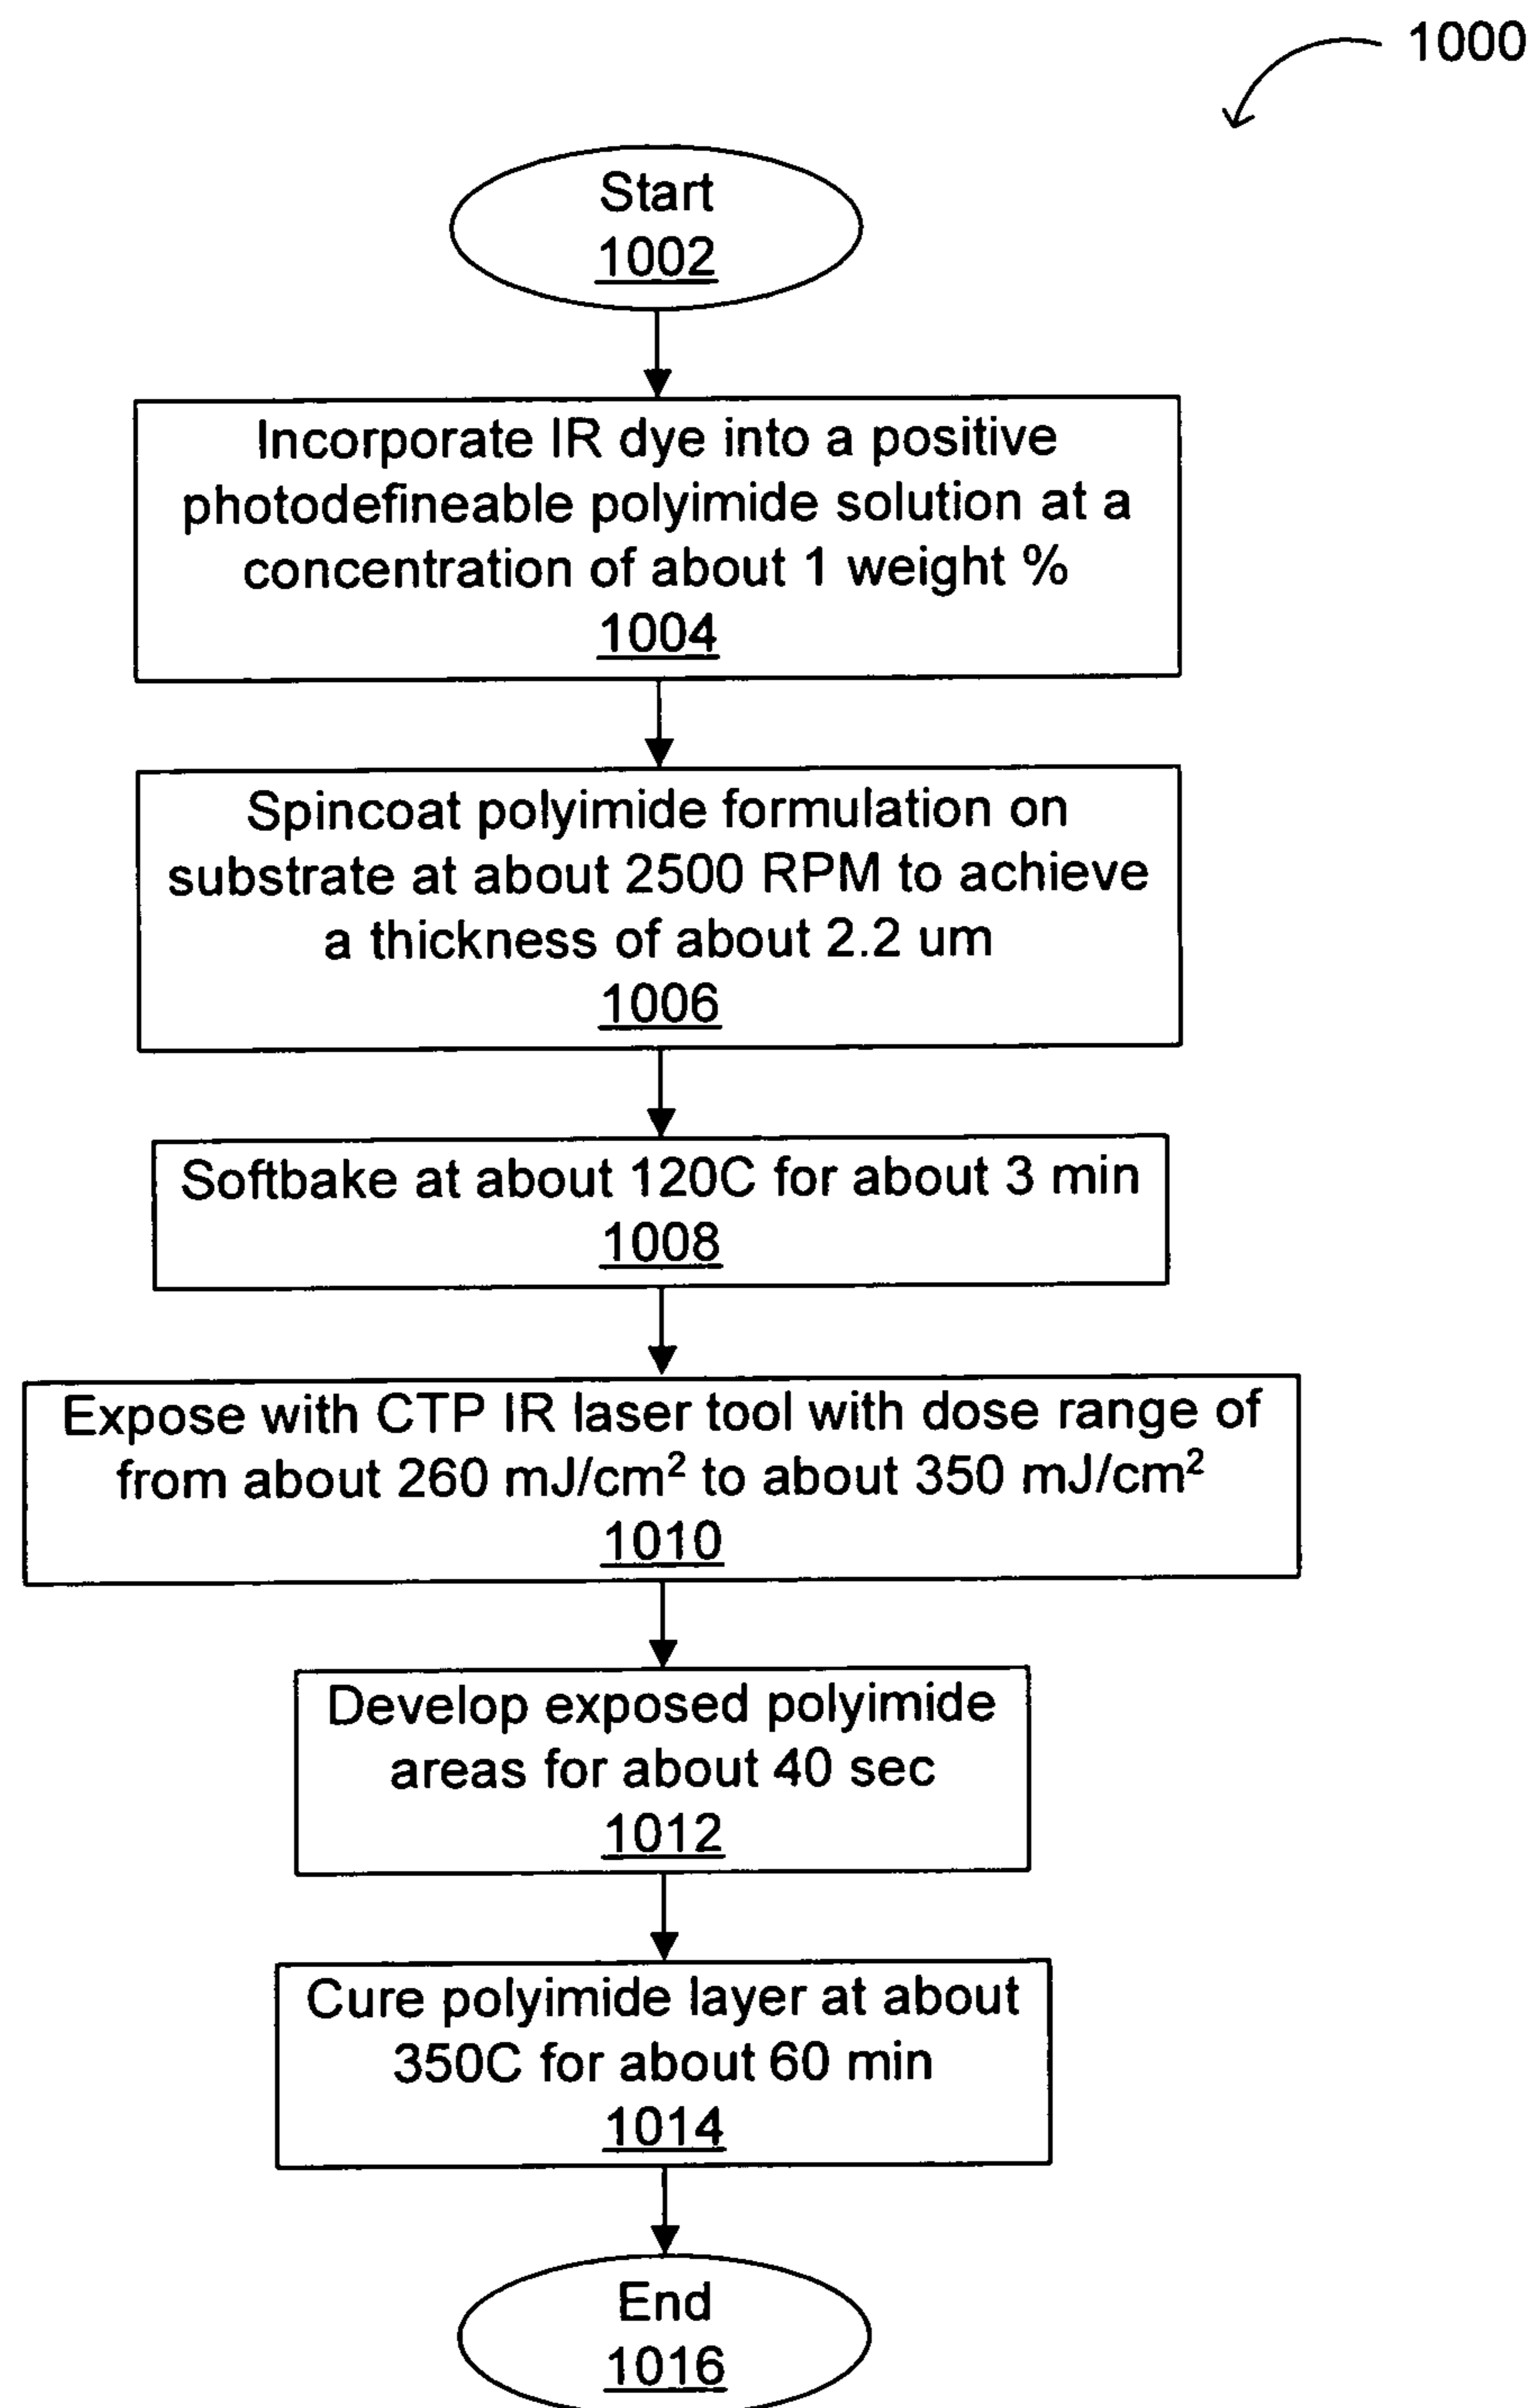 1000
Start
1002
Incorporate IR dye into a positive
photodefineable polyimide solution at a
concentration of about 1 weight %
1004
Spincoat polyimide formulation on
substrate at about 2500 RPM to achieve
a thickness of about 2.2 um
1006
Softbake at about 120C for about 3 min
1008
Expose with CTP IR laser tool with dose range of
from about 260 mJ/cm² to about 350 mJ/cm²
1010
Develop exposed polyimide
areas for about 40 sec
1012
Cure polyimide layer at about
350C for about 60 min
1014
End
1016